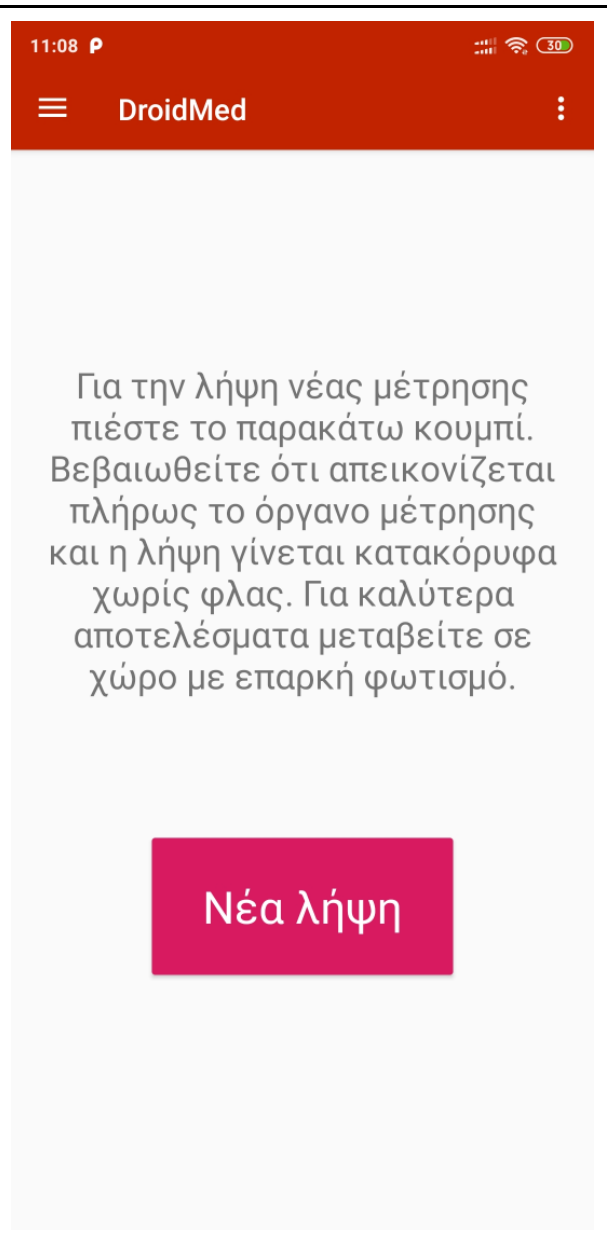 11:08 P 30
DroidMed
Για την λήψη νέας μέτρησης
πιέστε το παρακάτω κουμπί.
Βεβαιωθείτε ότι απεικονίζεται
πλήρως το όργανο μέτρησης
και η λήψη γίνεται κατακόρυφα
χωρίς φλας. Για καλύτερα
αποτελέσματα μεταβείτε σε
χώρο με επαρκή φωτισμό.
Νέα λήψη